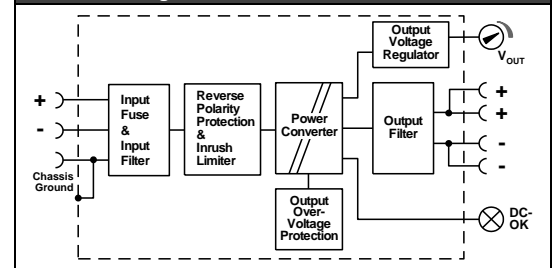 Output
Voltage
Regulator
V OUT
Input
Fuse
&
Input
Filter
Reverse
Polarity
Protection
&
Inrush
Limiter
Power
Converter
Output
Filter
+
-
Chassis
Ground
+
+
-
-
Output
Over-
Voltage
Protection
DC-
OK